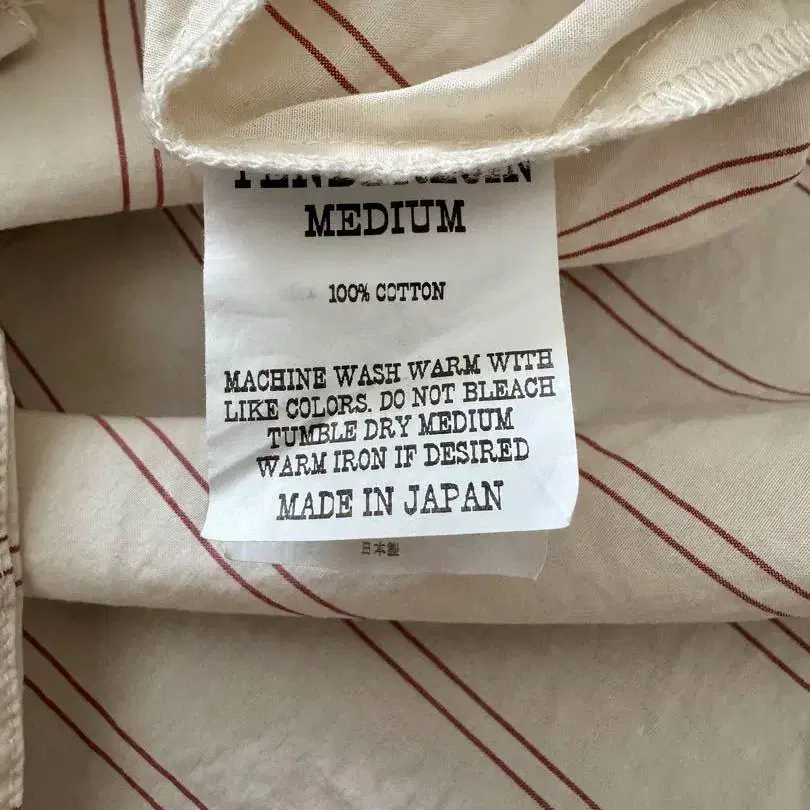 TENDERLOIN
MEDIUM
100% COTTON
MACHINE WASH WARM WITH
LIKE COLORS. DO NOT BLEACH
TUMBLE DRY MEDIUM
WARM IRON IF DESIRED
MADE IN JAPAN
日本製